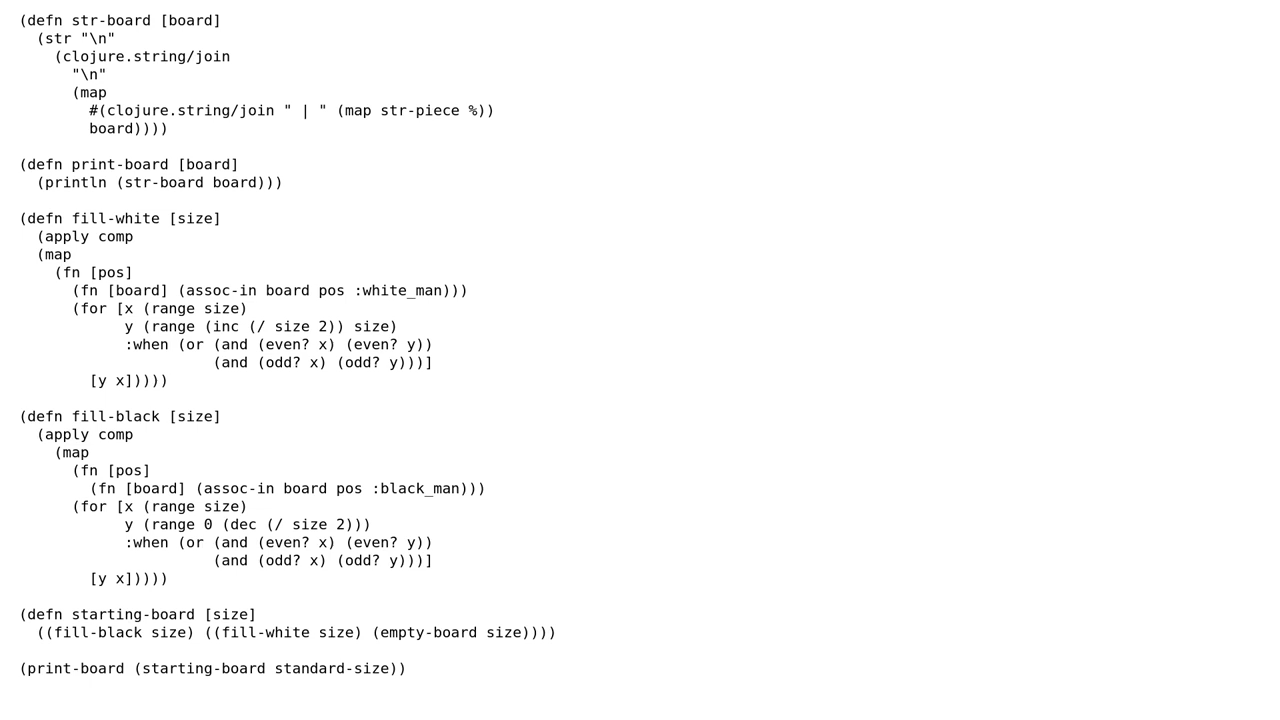 (defn str-board [board]
  (str "\n"
    (clojure.string/join
      "\n"
      (map
        #(clojure.string/join " | " (map str-piece %))
        board))))

(defn print-board [board]
  (println (str-board board)))

(defn fill-white [size]
  (apply comp
  (map
    (fn [pos]
      (fn [board] (assoc-in board pos :white_man)))
      (for [x (range size)
            y (range (inc (/ size 2)) size)
            :when (or (and (even? x) (even? y))
                      (and (odd? x) (odd? y)))]
        [y x]))))

(defn fill-black [size]
  (apply comp
    (map
      (fn [pos]
        (fn [board] (assoc-in board pos :black_man)))
      (for [x (range size)
            y (range 0 (dec (/ size 2)))
            :when (or (and (even? x) (even? y))
                      (and (odd? x) (odd? y)))]
        [y x]))))

(defn starting-board [size]
  ((fill-black size) ((fill-white size) (empty-board size))))

(print-board (starting-board standard-size))